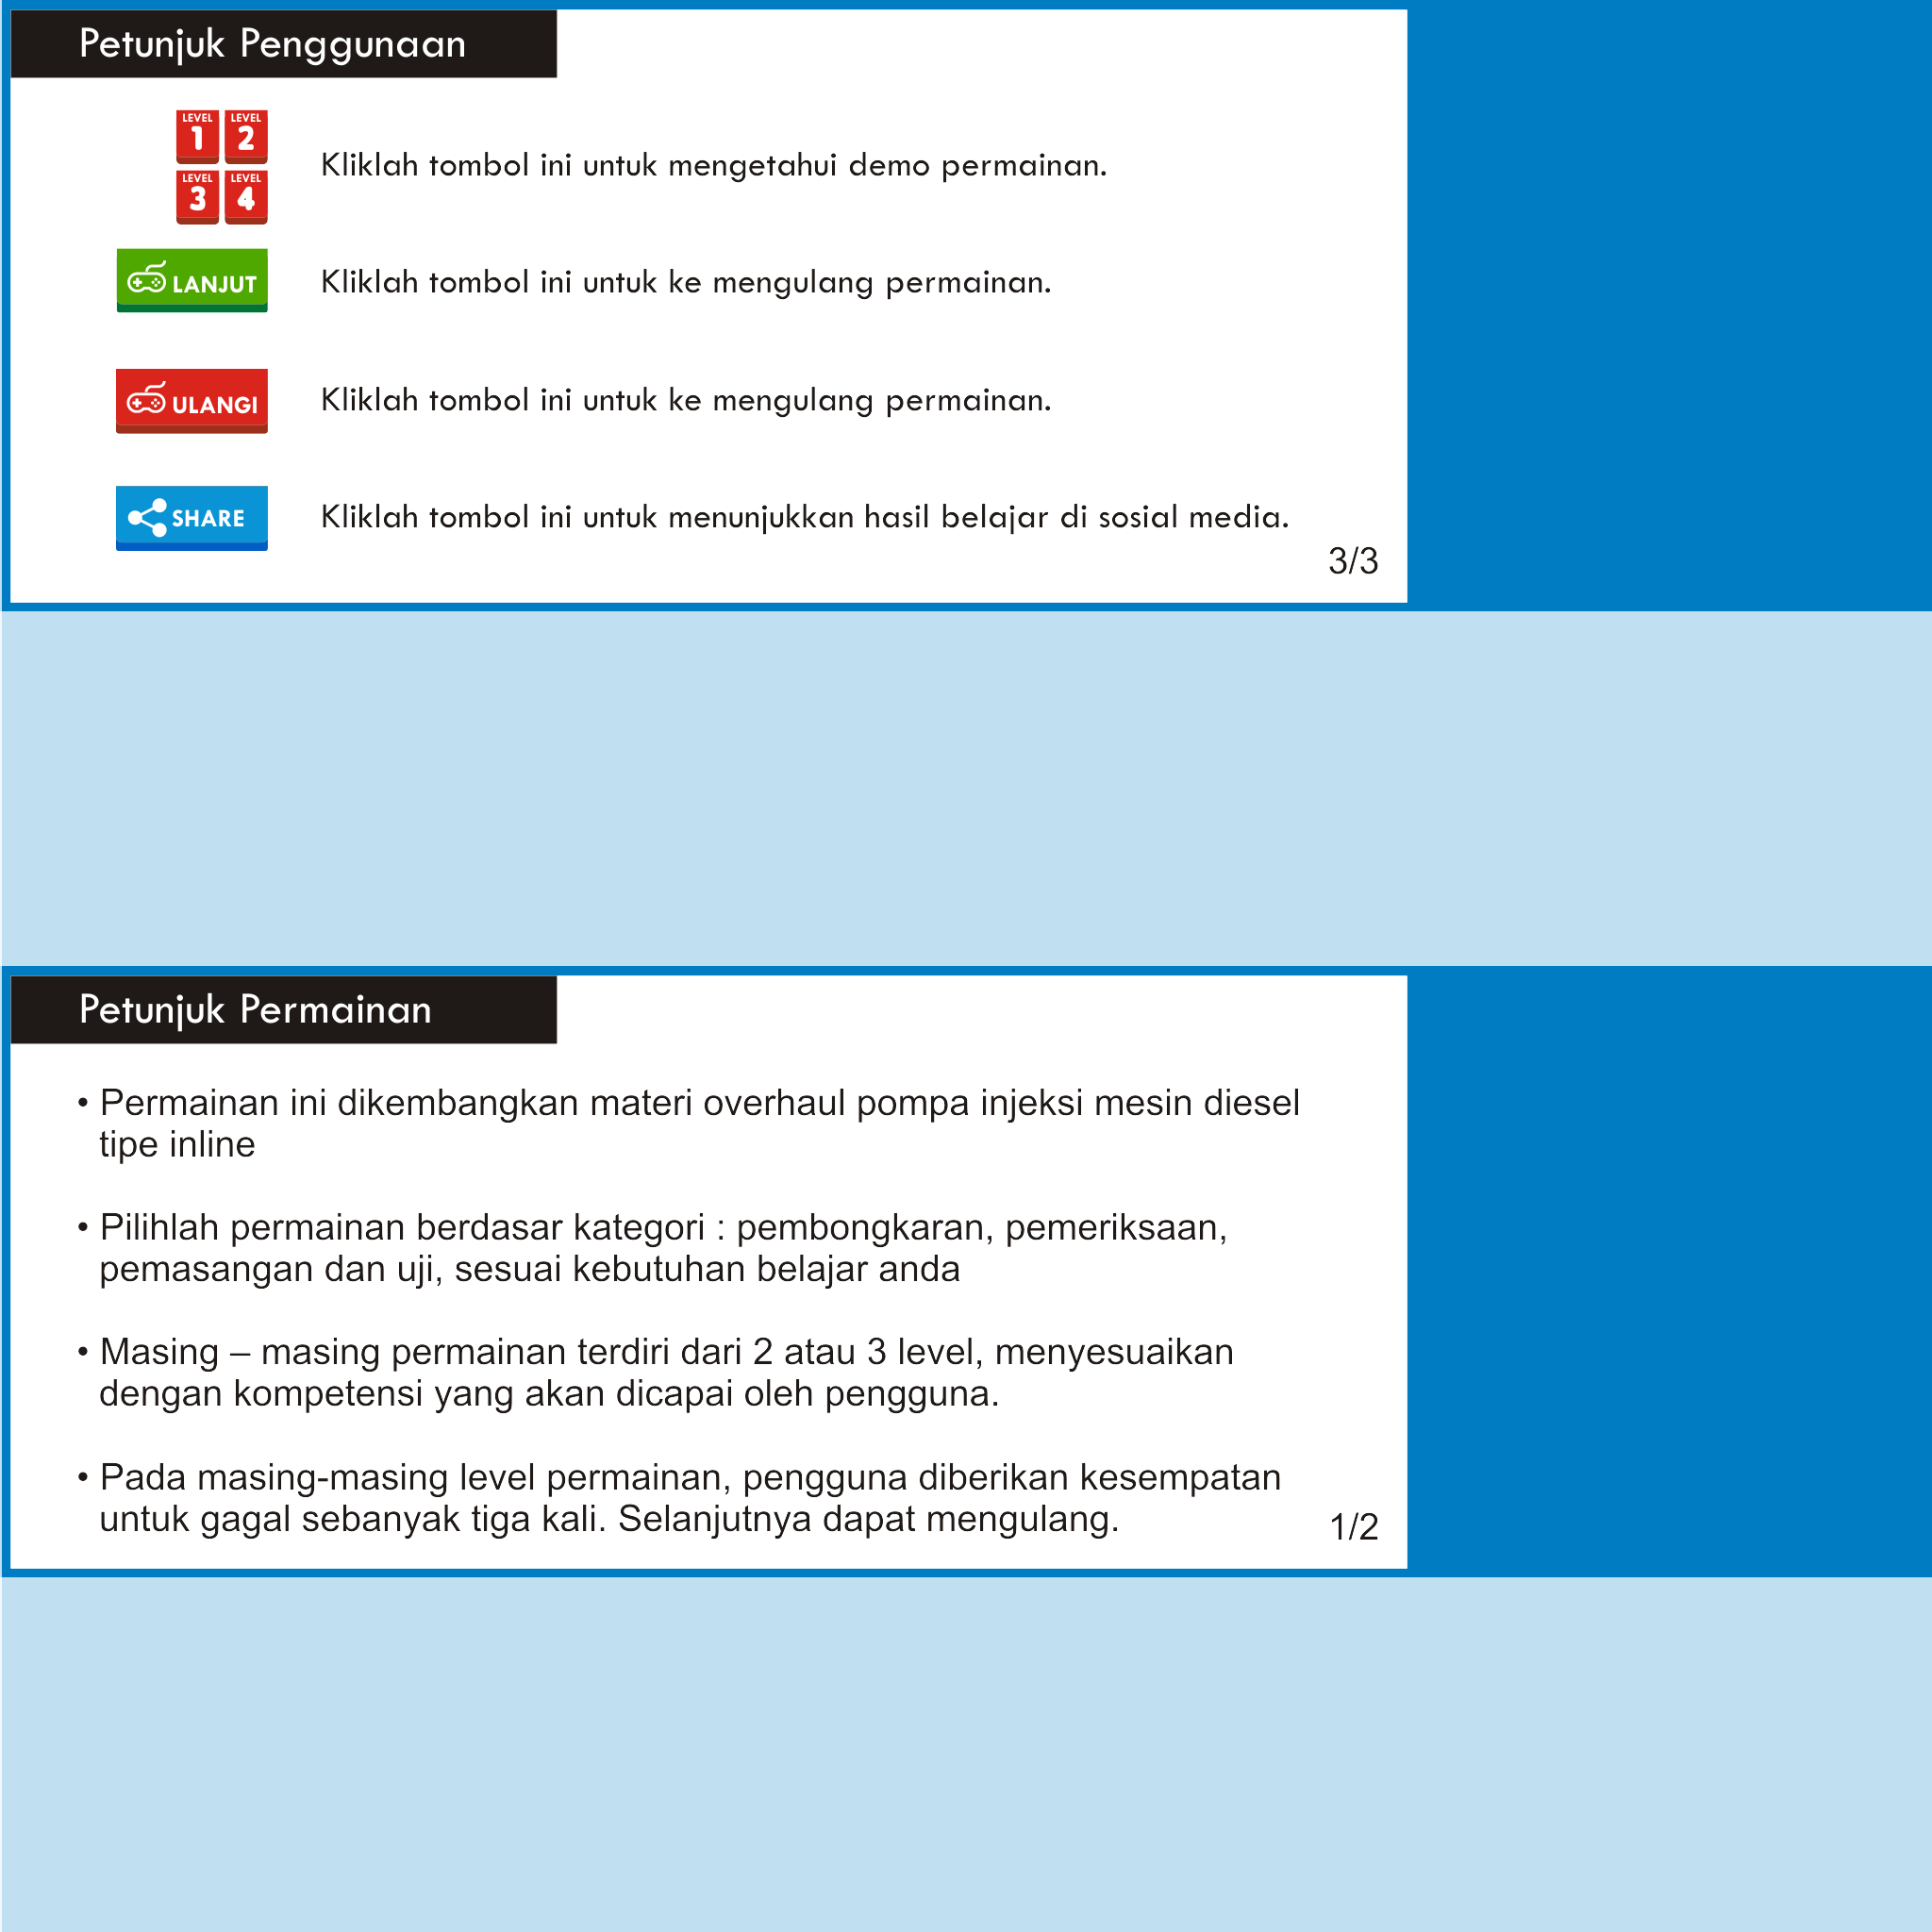 Petunjuk Penggunaan
LEVEL 1 LEVEL 2
LEVEL 3 LEVEL 4
Kliklah tombol ini untuk mengetahui demo permainan.
LANJUT
Kliklah tombol ini untuk ke mengulang permainan.
ULANGI
Kliklah tombol ini untuk ke mengulang permainan.
SHARE
Kliklah tombol ini untuk menunjukkan hasil belajar di sosial media.
3/3
Petunjuk Permainan
• Permainan ini dikembangkan materi overhaul pompa injeksi mesin diesel
tipe inline
• Pilihlah permainan berdasar kategori : pembongkaran, pemeriksaan,
pemasangan dan uji, sesuai kebutuhan belajar anda
• Masing – masing permainan terdiri dari 2 atau 3 level, menyesuaikan
dengan kompetensi yang akan dicapai oleh pengguna.
• Pada masing-masing level permainan, pengguna diberikan kesempatan
untuk gagal sebanyak tiga kali. Selanjutnya dapat mengulang.
1/2